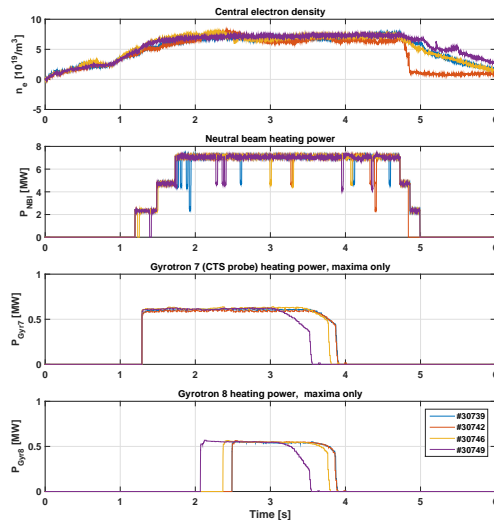 Central electron density
n_e [10^19/m^3]
15
10
5
0
-5
0 1 2 3 4 5 6
Neutral beam heating power
P_NBI [MW]
8
6
4
2
0
0 1 2 3 4 5 6
Gyrotron 7 (CTS probe) heating power, maxima only
P_Gyr7 [MW]
1
0.5
0
0 1 2 3 4 5 6
Gyrotron 8 heating power, maxima only
P_Gyr8 [MW]
1
0.5
0
0 1 2 3 4 5 6
Time [s]
#30739
#30742
#30746
#30749